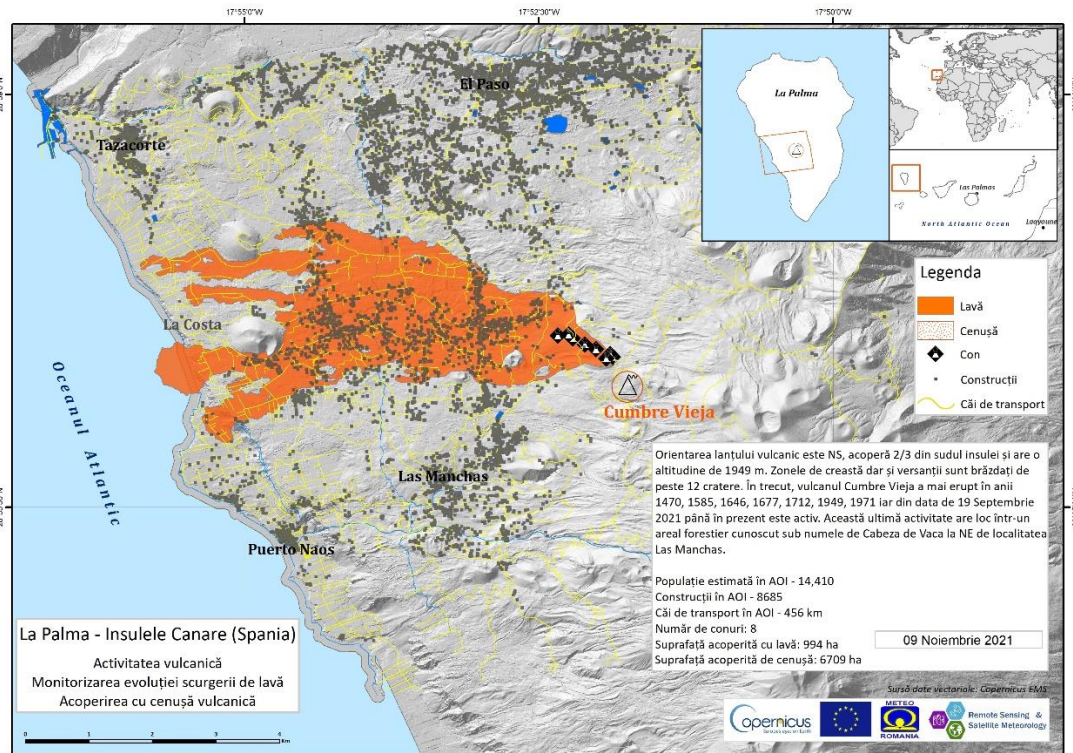 17°55'0"W
17°52'30"W
17°50'0"W
La Palma
Las Palmas
North Atlantic Ocean
Laayoune
El Paso
Tazacorte
La Costa
Oceanul Atlantic
Cumbre Vieja
Las Manchas
Puerto Naos
Legenda
Lavă
Cenușă
Con
Construcții
Căi de transport
Orientarea lanțului vulcanic este NS, acoperă 2/3 din sudul insulei și are o
altitudine de 1949 m. Zonele de creastă dar și versanții sunt brăzdați de
peste 12 cratere. În trecut, vulcanul Cumbre Vieja a mai erupt în anii
1470, 1585, 1646, 1677, 1712, 1949, 1971 iar din data de 19 Septembrie
2021 până în prezent este activ. Această ultimă activitate are loc într-un
areal forestier cunoscut sub numele de Cabeza de Vaca la NE de localitatea
Las Manchas.
Populație estimată în AOI - 14,410
Construcții în AOI - 8685
Căi de transport în AOI - 456 km
Număr de conuri: 8
Suprafață acoperită cu lavă: 994 ha
Suprafață acoperită de cenușă: 6709 ha
09 Noiembrie 2021
La Palma - Insulele Canare (Spania)
Activitatea vulcanică
Monitorizarea evoluției scurgerii de lavă
Acoperirea cu cenușă vulcanică
0 1 2 3 4
km
Sursă date vectoriale: Copernicus EMS
Copernicus
METEO
ROMANIA
Remote Sensing &
Satellite Meteorology